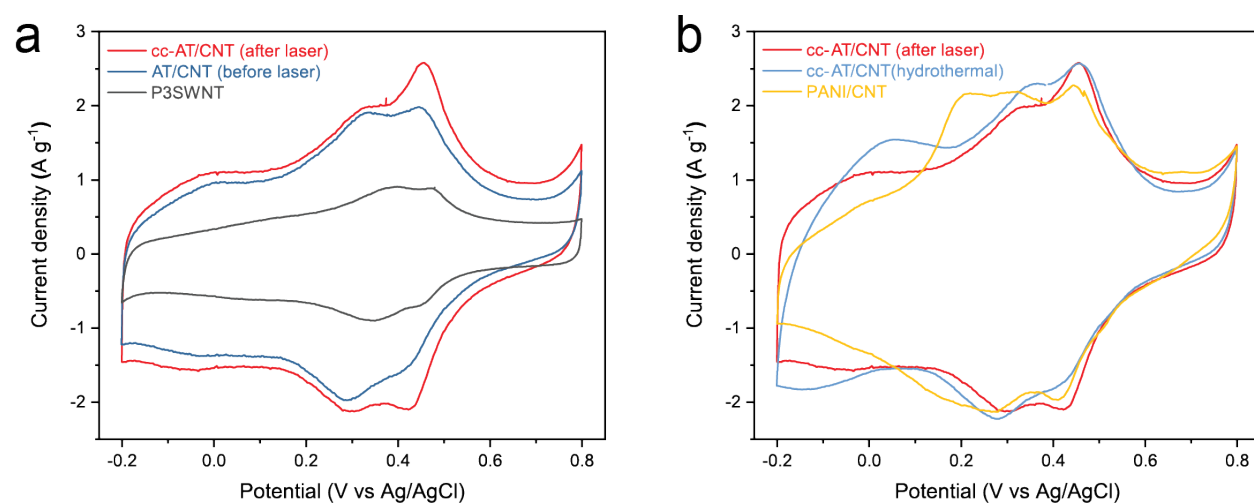 a
cc-AT/CNT (after laser)
AT/CNT (before laser)
P3SWNT
3
2
1
0
-1
-2
-0.2 0.0 0.2 0.4 0.6 0.8
Current density (A g⁻¹)
Potential (V vs Ag/AgCl)
b
cc-AT/CNT (after laser)
cc-AT/CNT(hydrothermal)
PANI/CNT
3
2
1
0
-1
-2
-0.2 0.0 0.2 0.4 0.6 0.8
Current density (A g⁻¹)
Potential (V vs Ag/AgCl)